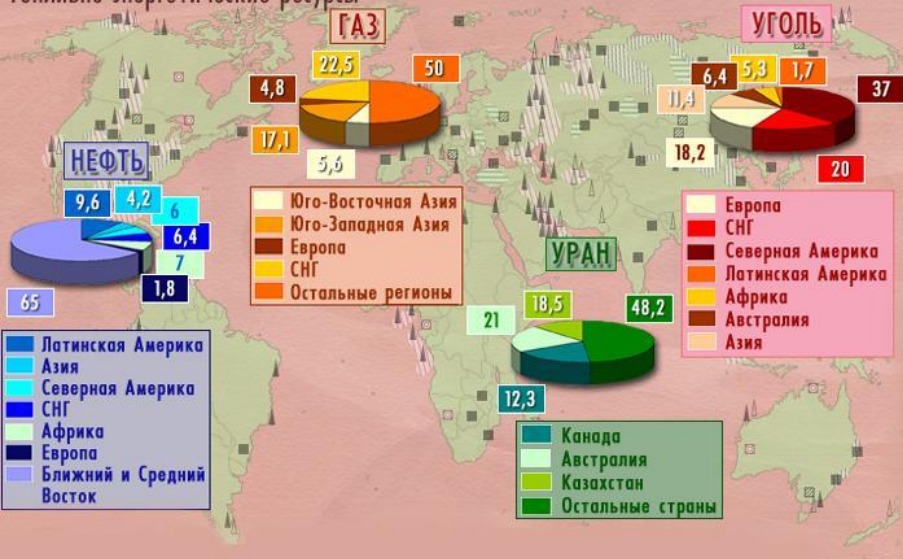 Топливно-энергетические ресурсы
ГАЗ
22,5
50
4,8
17,1
5,6
Юго-Восточная Азия
Юго-Западная Азия
Европа
СНГ
Остальные регионы
УГОЛЬ
6,4
5,3
1,7
37
11,4
18,2
20
Европа
СНГ
Северная Америка
Латинская Америка
Африка
Австралия
Азия
НЕФТЬ
9,6
4,2
6
6,4
7
1,8
65
Латинская Америка
Азия
Северная Америка
СНГ
Африка
Европа
Ближний и Средний
Восток
УРАН
21
18,5
48,2
12,3
Канада
Австралия
Казахстан
Остальные страны